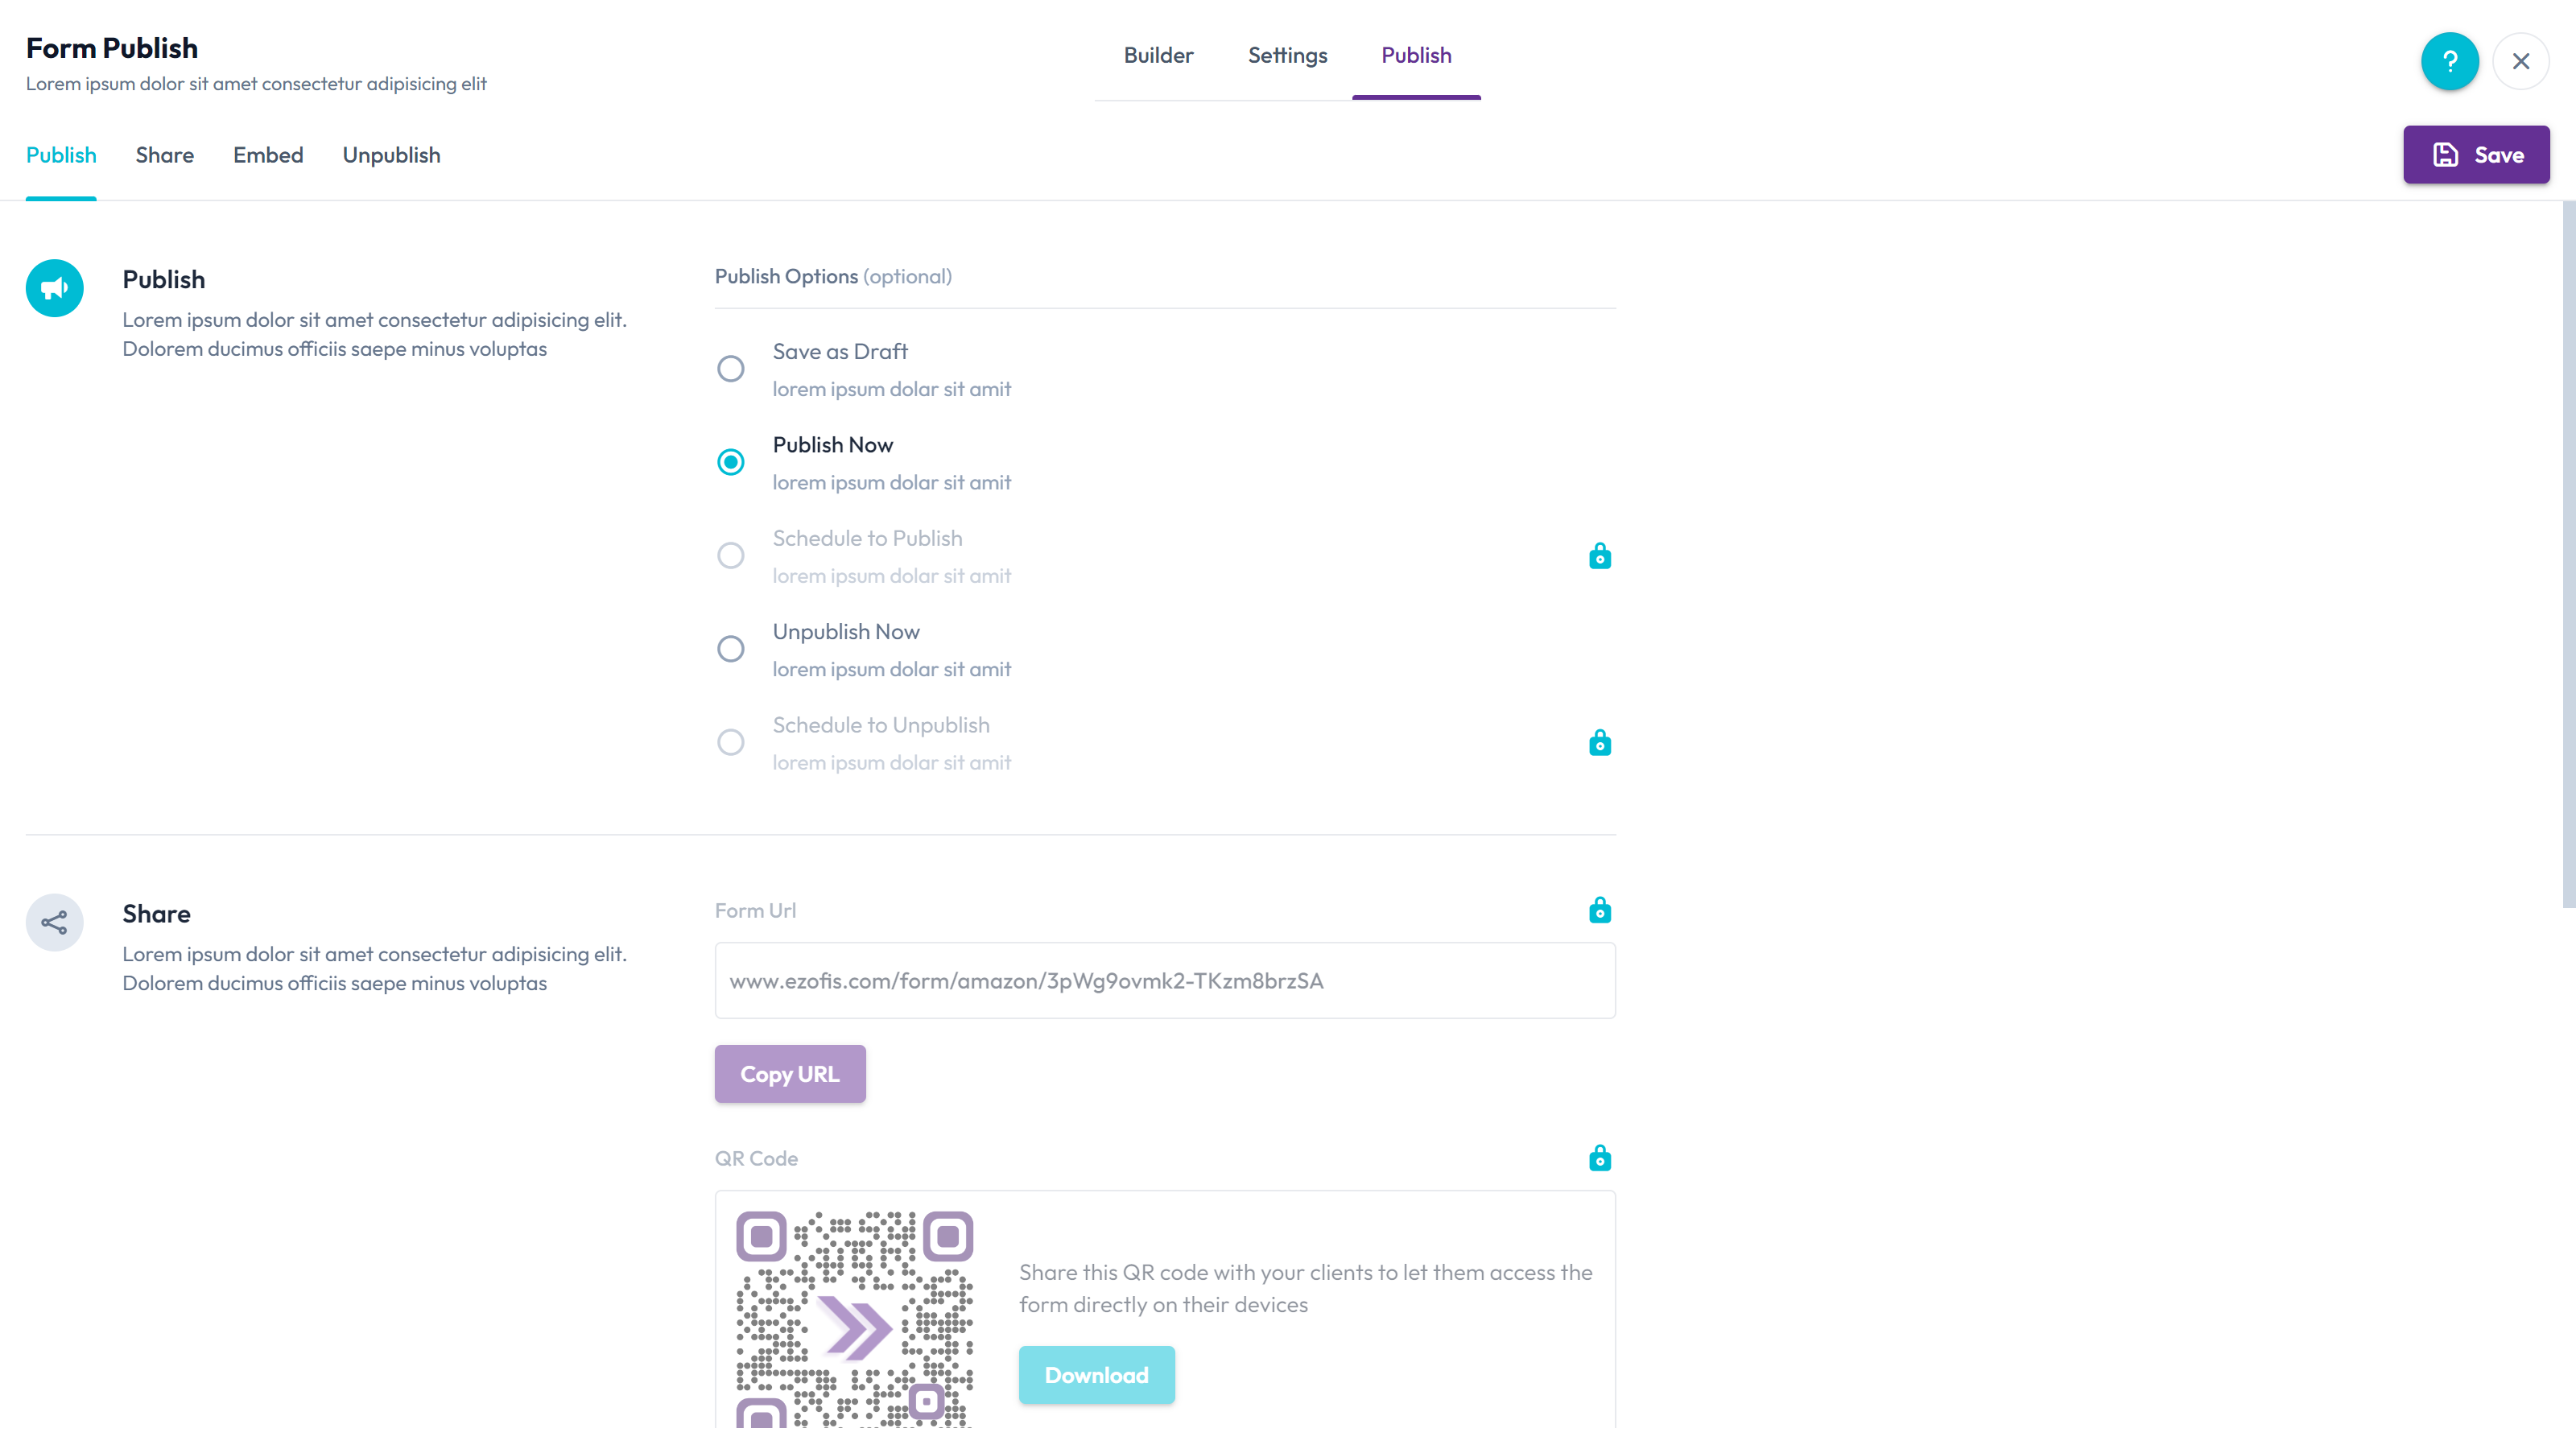 Form Publish
Lorem ipsum dolor sit amet consectetur adipisicing elit
Builder
Settings
Publish
?
Publish
Share
Embed
Unpublish
Save
Publish
Lorem ipsum dolor sit amet consectetur adipisicing elit.
Dolorem ducimus officiis saepe minus voluptas
Publish Options (optional)
Save as Draft
lorem ipsum dolar sit amit
Publish Now
lorem ipsum dolar sit amit
Schedule to Publish
lorem ipsum dolar sit amit
Unpublish Now
lorem ipsum dolar sit amit
Schedule to Unpublish
lorem ipsum dolar sit amit
Share
Lorem ipsum dolor sit amet consectetur adipisicing elit.
Dolorem ducimus officiis saepe minus voluptas
Form Url
www.ezofis.com/form/amazon/3pWg9ovmk2-TKzm8brzSA
Copy URL
QR Code
Share this QR code with your clients to let them access the
form directly on their devices
Download